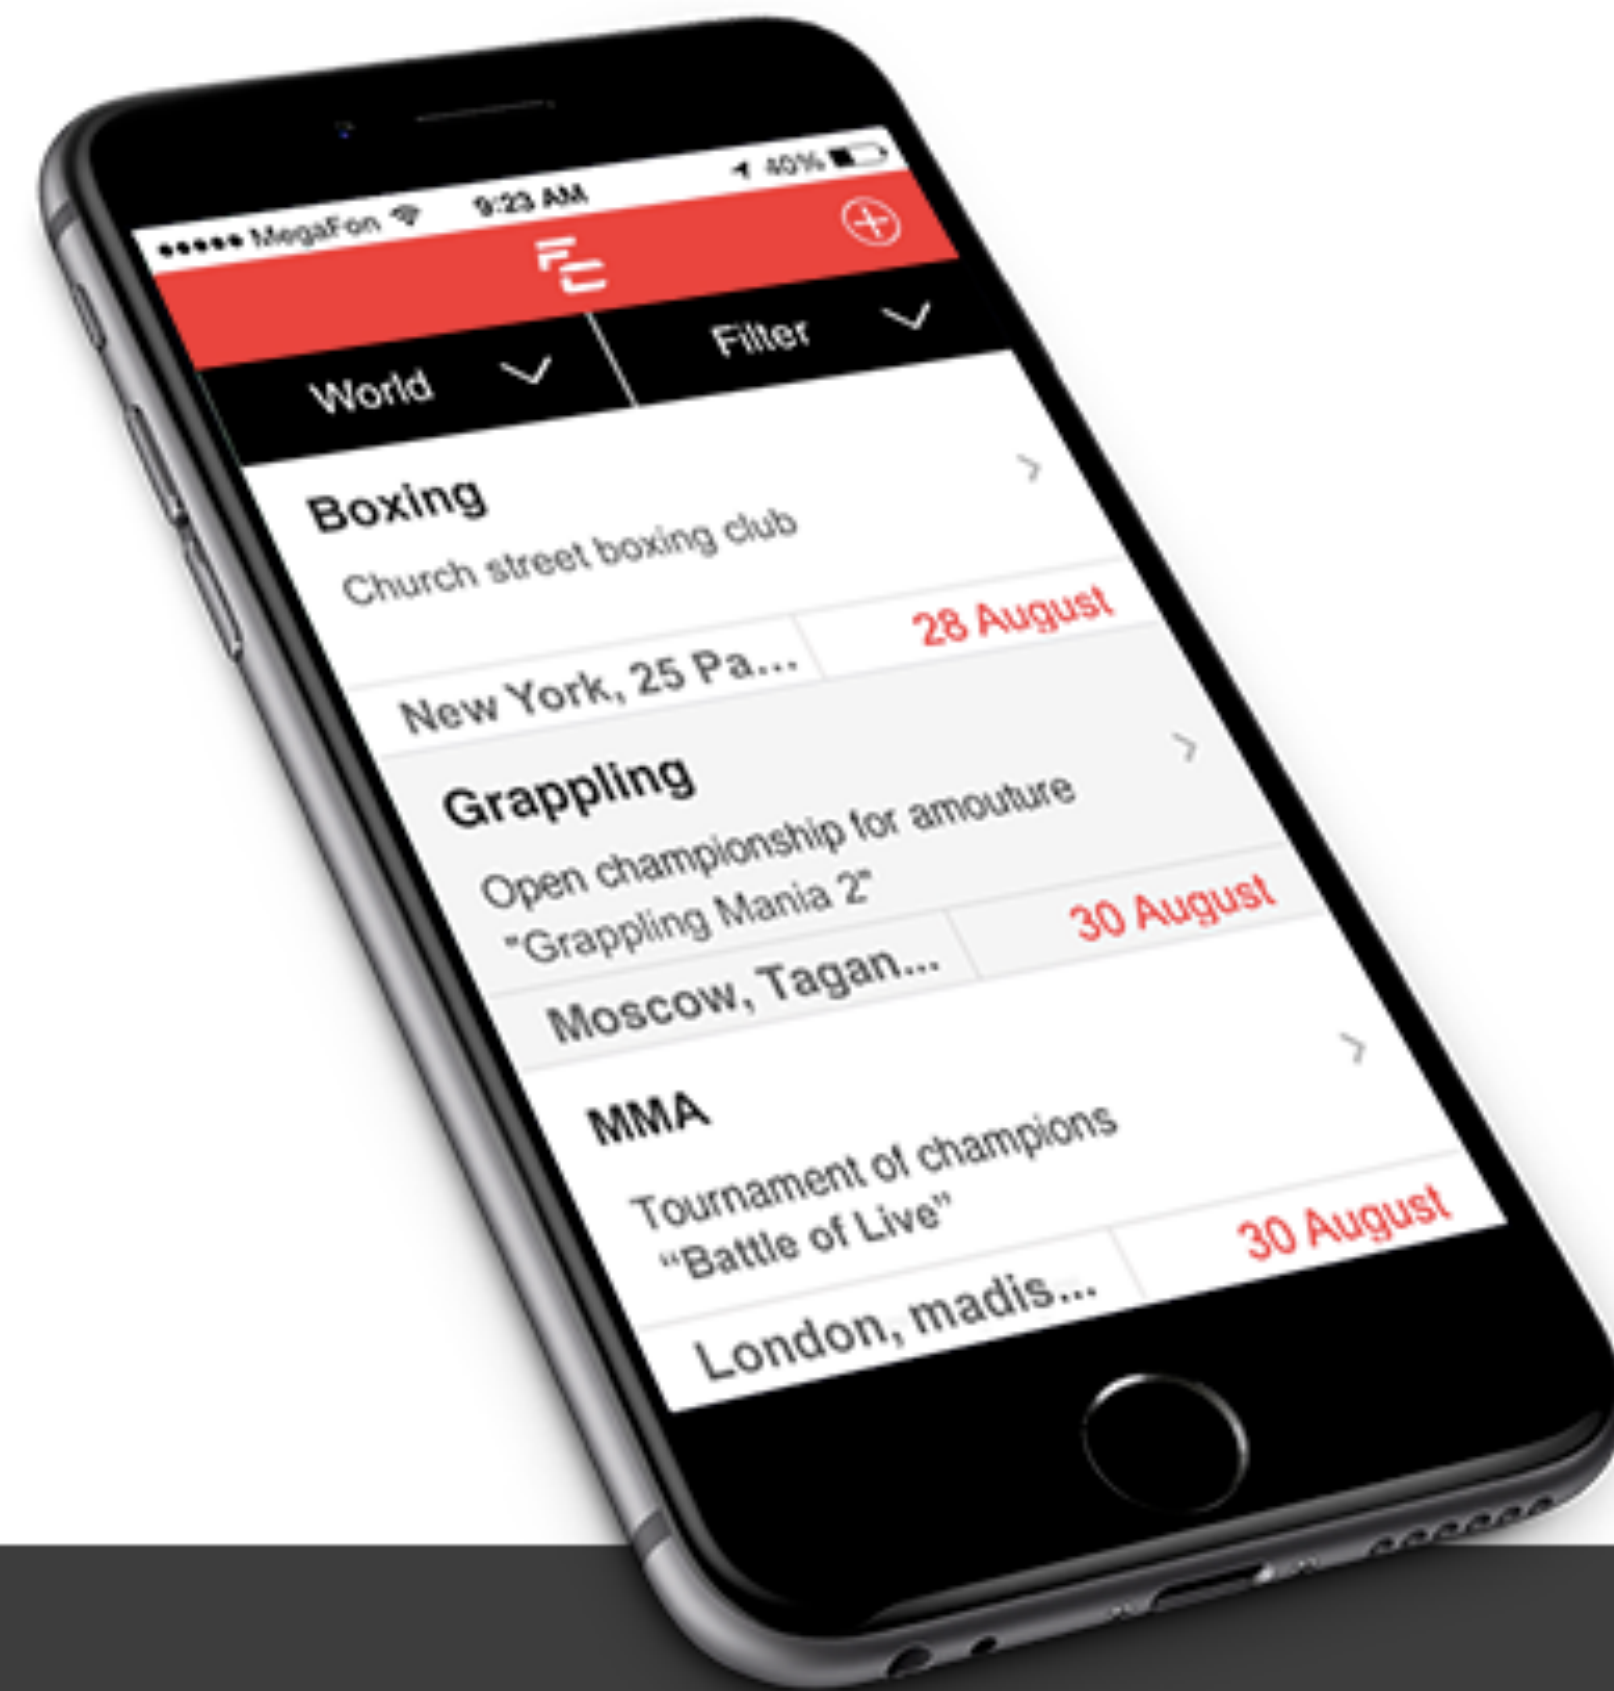 ••••• MegaFon 9:23 AM 40%
FC
World Filter
Boxing
Church street boxing club
New York, 25 Pa... 28 August
Grappling
Open championship for amouture
"Grappling Mania 2"
Moscow, Tagan... 30 August
MMA
Tournament of champions
“Battle of Live”
London, madis... 30 August